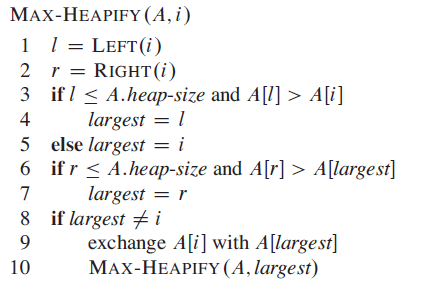 MAX-HEAPIFY(A, i)
1 l = LEFT(i)
2 r = RIGHT(i)
3 if l ≤ A.heap-size and A[l] > A[i]
4 largest = l
5 else largest = i
6 if r ≤ A.heap-size and A[r] > A[largest]
7 largest = r
8 if largest ≠ i
9 exchange A[i] with A[largest]
10 MAX-HEAPIFY(A, largest)